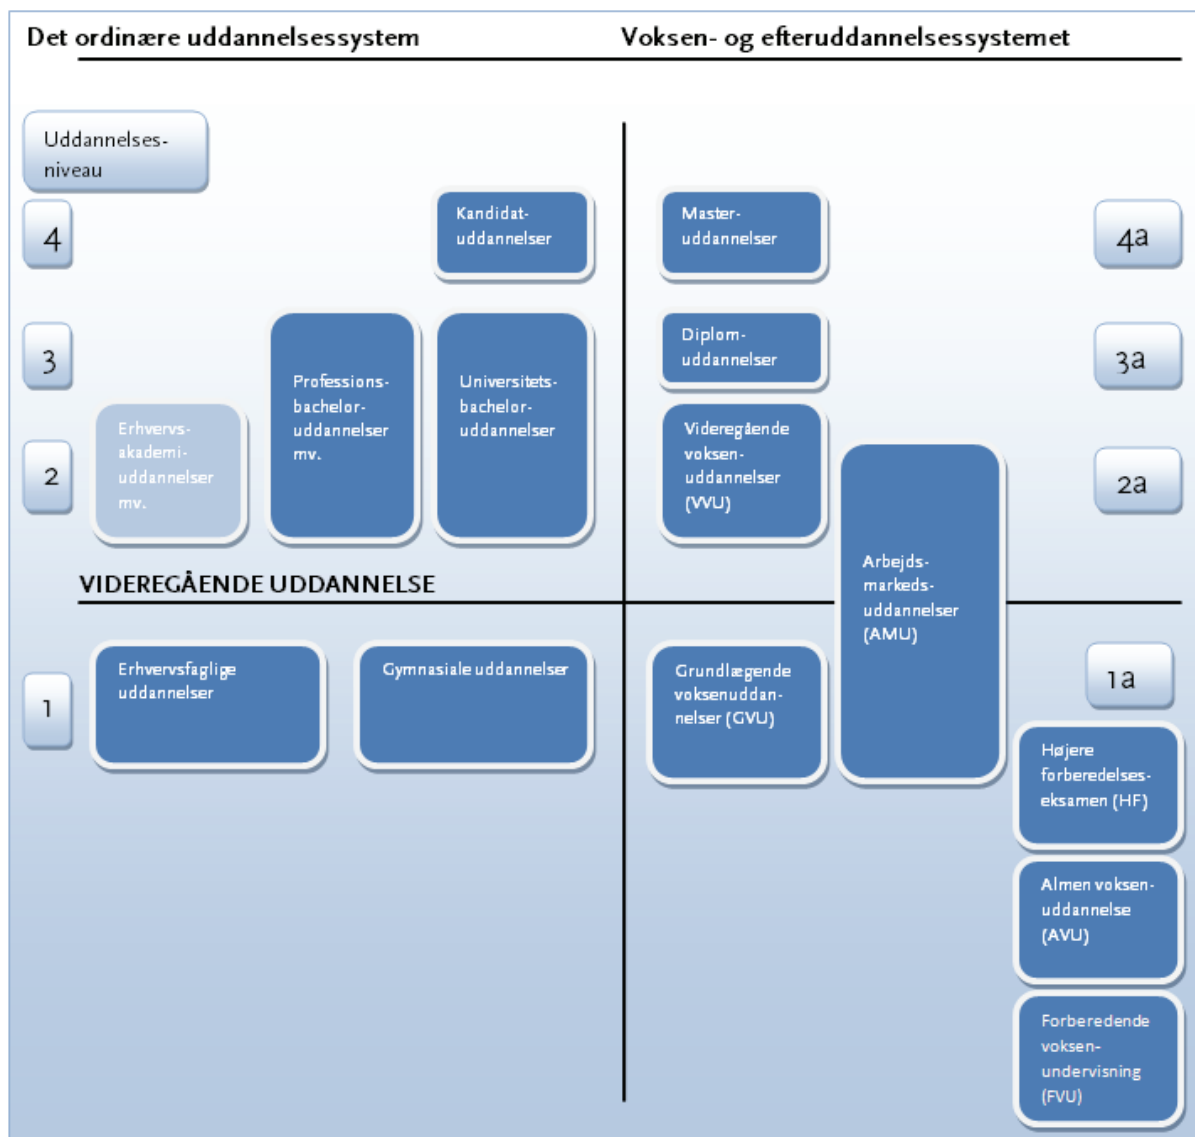 Det ordinære uddannelsessystem
Voksen- og efteruddannelsessystemet
Uddannelses-
niveau
4
Kandidat-
uddannelser
Master-
uddannelser
4a
3
Professions-
bachelor-
uddannelser
mv.
Universitets-
bachelor-
uddannelser
Diplom-
uddannelser
3a
2
Erhvervs-
akademi-
uddannelser
mv.
Videregående
voksen-
uddannelser
(VVU)
2a
Arbejds-
markeds-
uddannelser
(AMU)
VIDEREGÅENDE UDDANNELSE
1
Erhvervsfaglige
uddannelser
Gymnasiale uddannelser
Grundlægende
voksenuddan-
nelser (GVU)
1a
Højere
forberedelses-
eksamen (HF)
Almen voksen-
uddannelse
(AVU)
Forberedende
voksen-
undervisning
(FVU)